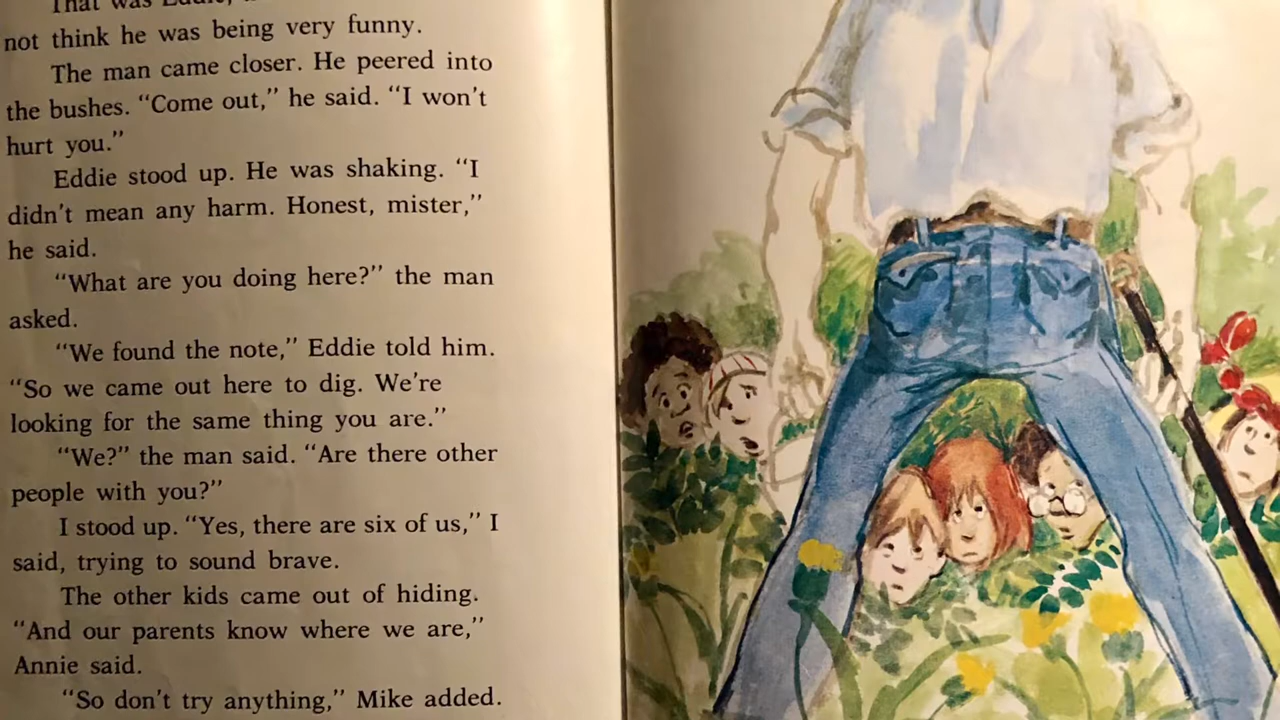 That was Eddie,
not think he was being very funny.
The man came closer. He peered into
the bushes. “Come out,” he said. “I won't
hurt you.”
Eddie stood up. He was shaking. “I
didn't mean any harm. Honest, mister,”
he said.
“What are you doing here?” the man
asked.
“We found the note,” Eddie told him.
“So we came out here to dig. We're
looking for the same thing you are.”
“We?” the man said. “Are there other
people with you?”
I stood up. “Yes, there are six of us,” I
said, trying to sound brave.
The other kids came out of hiding.
“And our parents know where we are,”
Annie said.
“So don't try anything,” Mike added.